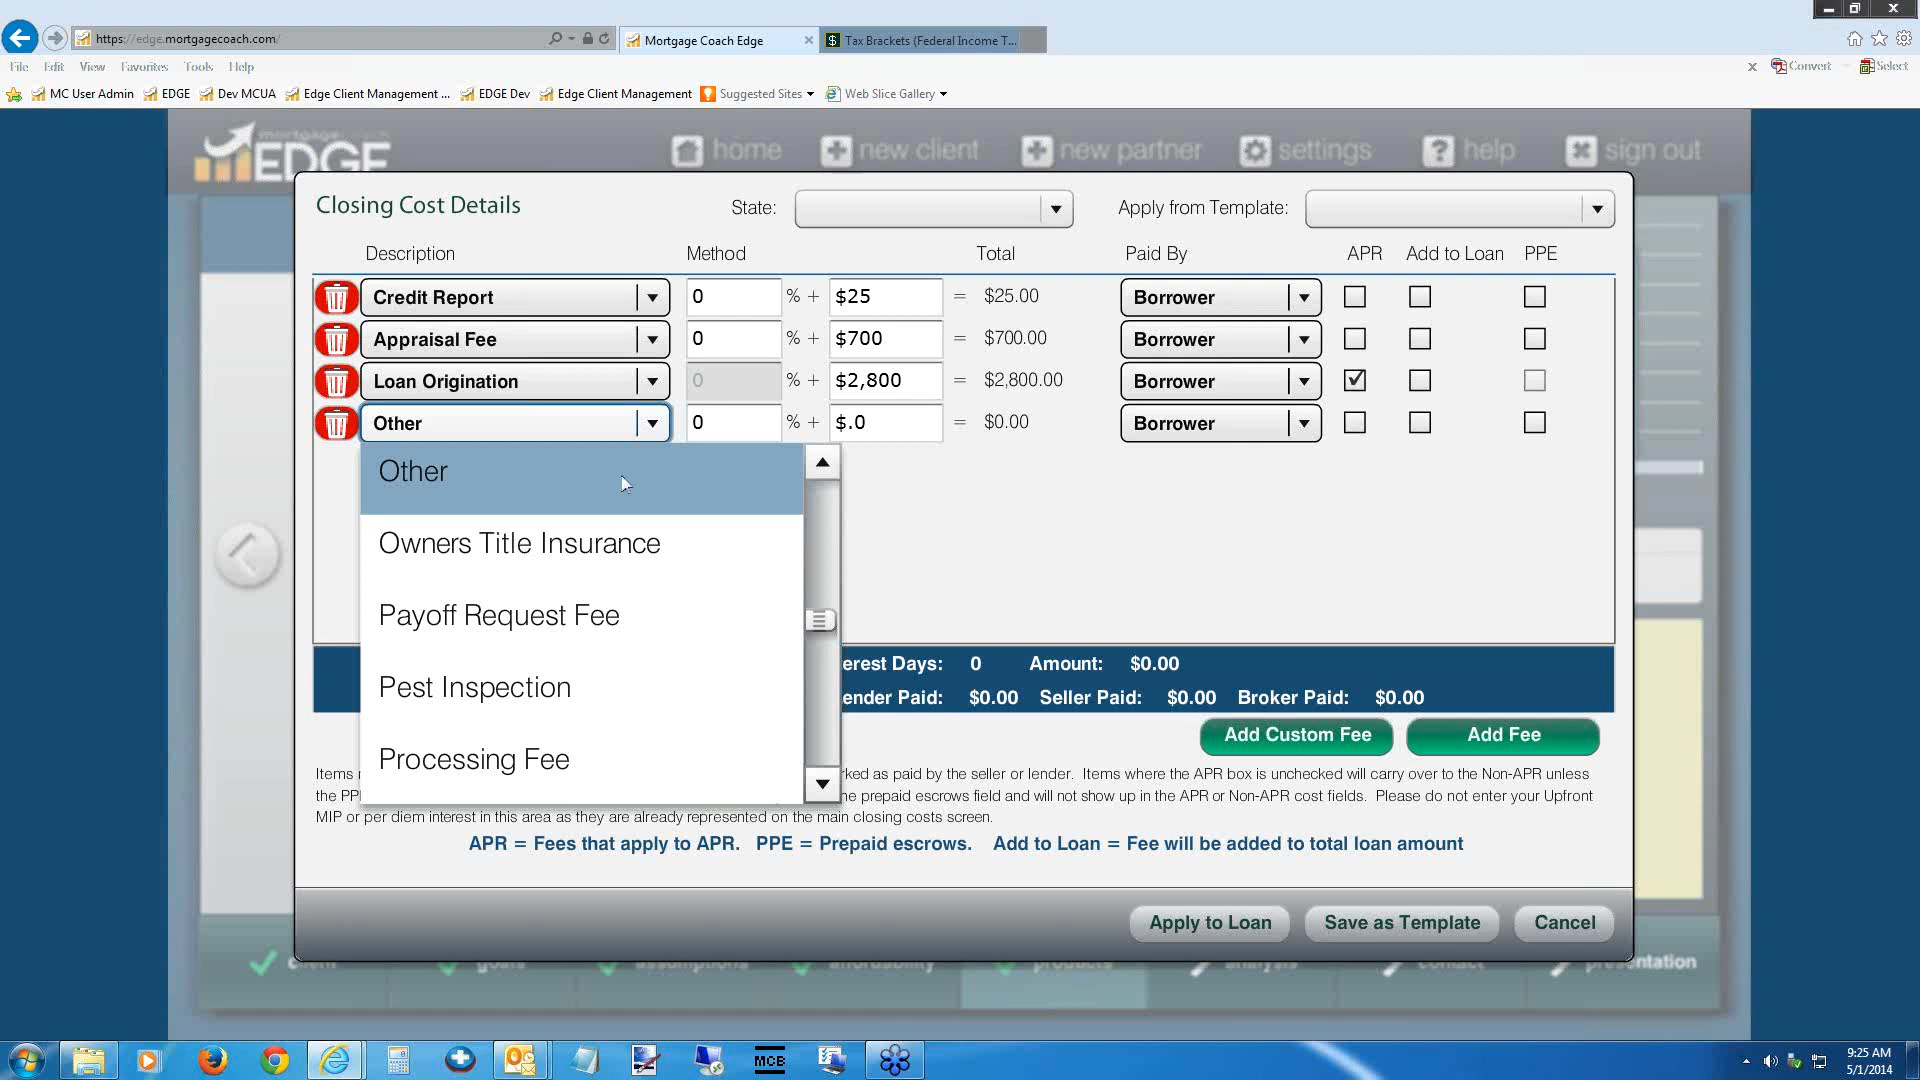 https://edge.mortgagecoach.com/
Mortgage Coach Edge
Tax Brackets (Federal Income T...
File Edit View Favorites Tools Help
Convert Select
MC User Admin EDGE Dev MCUA Edge Client Management ... EDGE Dev Edge Client Management Suggested Sites Web Slice Gallery
mortgagecoach
EDGE
home new client new partner settings help sign out
Closing Cost Details State: Apply from Template:
Description Method Total Paid By APR Add to Loan PPE
Credit Report 0 % + $25 = $25.00 Borrower
Appraisal Fee 0 % + $700 = $700.00 Borrower
Loan Origination 0 % + $2,800 = $2,800.00 Borrower
Other 0 % + $.0 = $0.00 Borrower
Other
Owners Title Insurance
Payoff Request Fee
Pest Inspection
Processing Fee
erest Days: 0 Amount: $0.00
ender Paid: $0.00 Seller Paid: $0.00 Broker Paid: $0.00
Add Custom Fee Add Fee
Items rked as paid by the seller or lender. Items where the APR box is unchecked will carry over to the Non-APR unless
the PP ne prepaid escrows field and will not show up in the APR or Non-APR cost fields. Please do not enter your Upfront
MIP or per diem interest in this area as they are already represented on the main closing costs screen.
APR = Fees that apply to APR. PPE = Prepaid escrows. Add to Loan = Fee will be added to total loan amount
Apply to Loan Save as Template Cancel
client goals assumptions affordability products analysis contact presentation
MCB
9:25 AM
5/1/2014